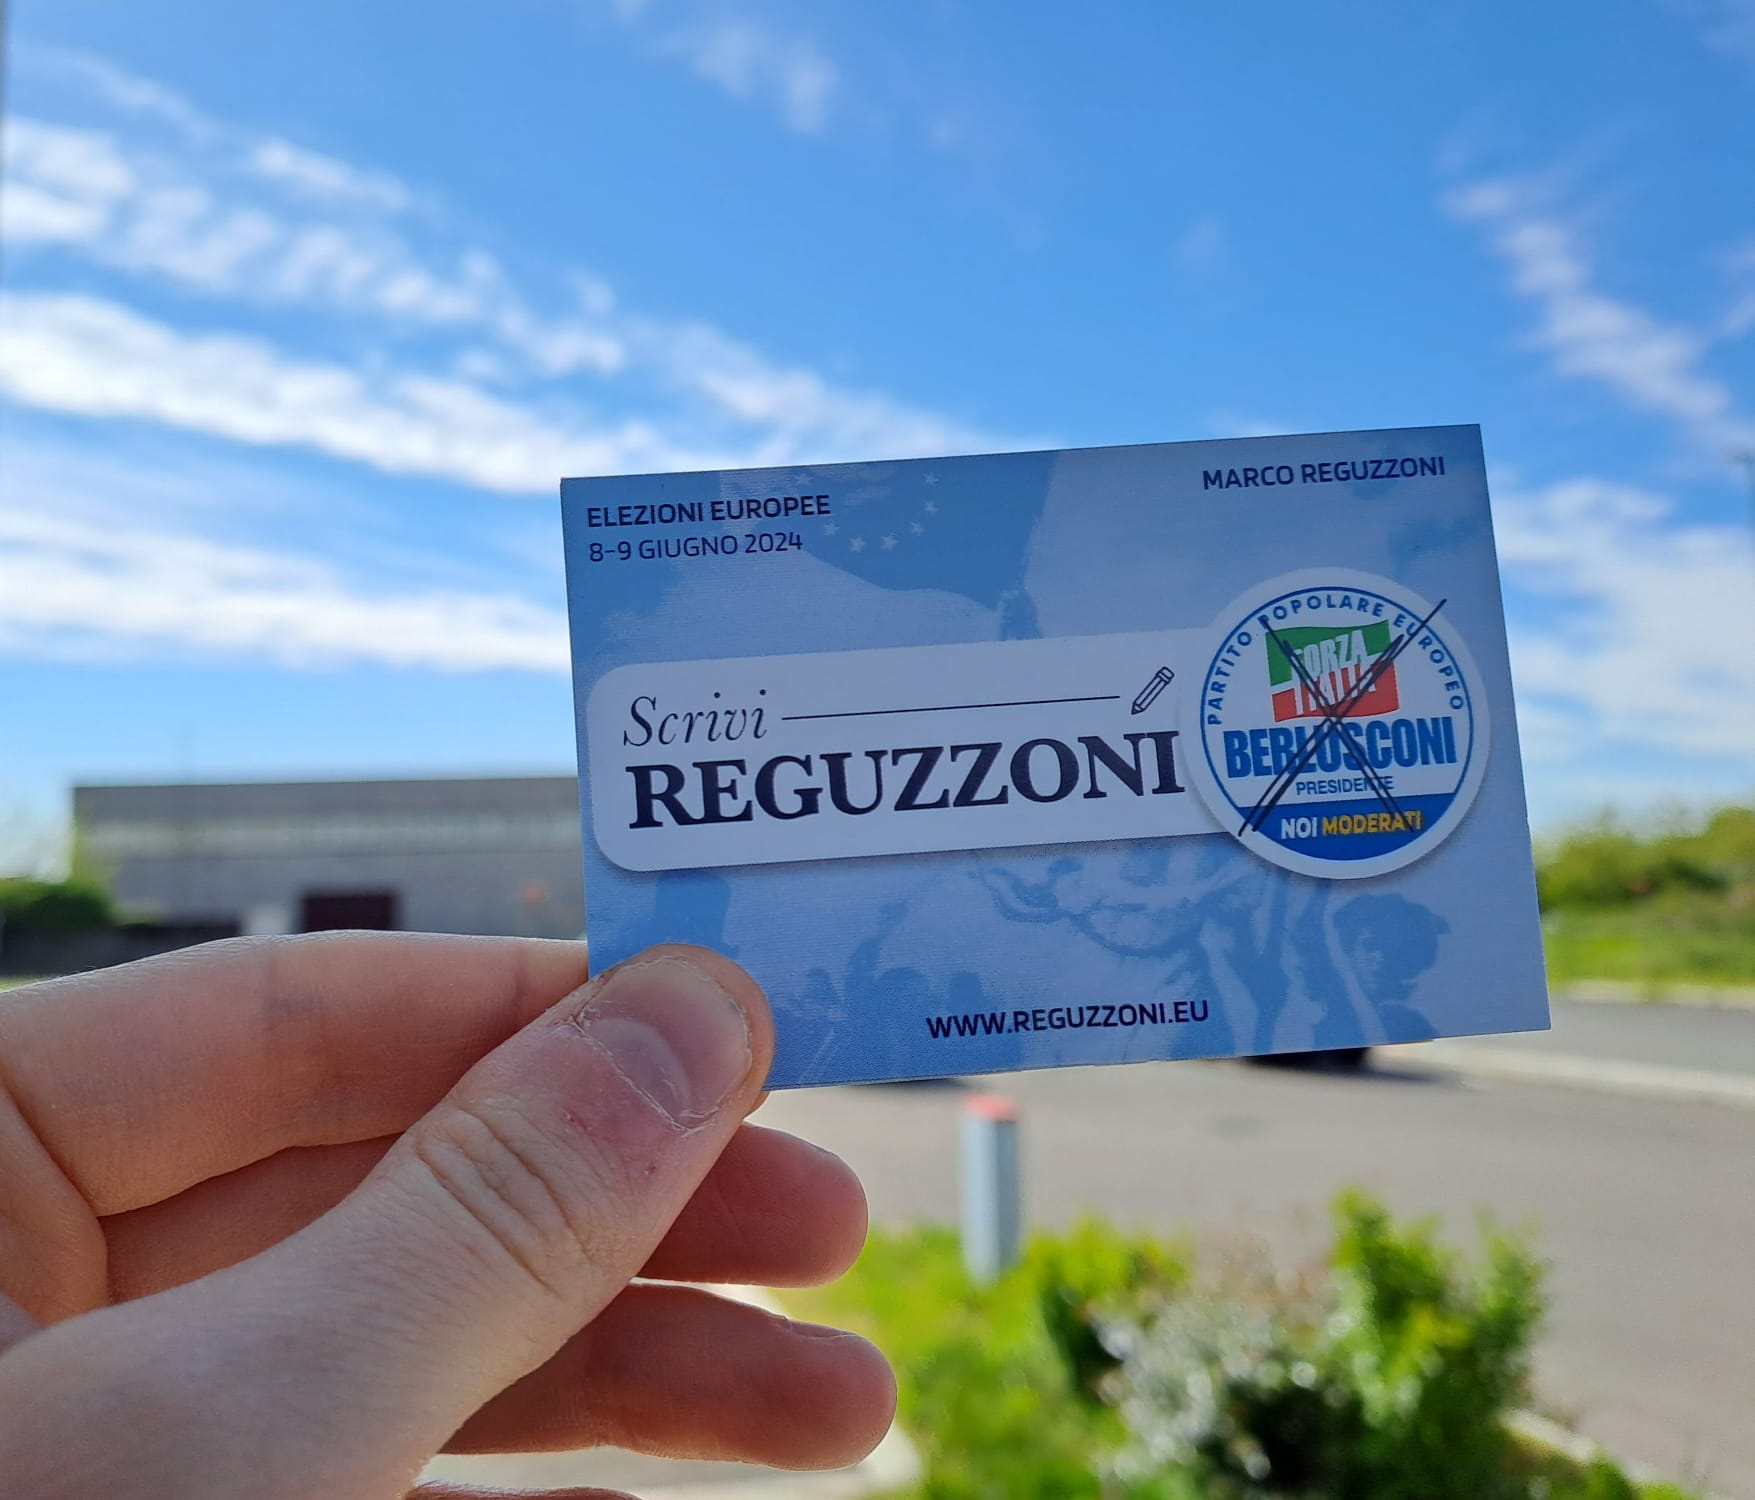 ELEZIONI EUROPEE
8-9 GIUGNO 2024
MARCO REGUZZONI
Scrivi
REGUZZONI
PARTITO POPOLARE EUROPEO
FORZA
ITALIA
BERLUSCONI
PRESIDENTE
NOI MODERATI
WWW.REGUZZONI.EU